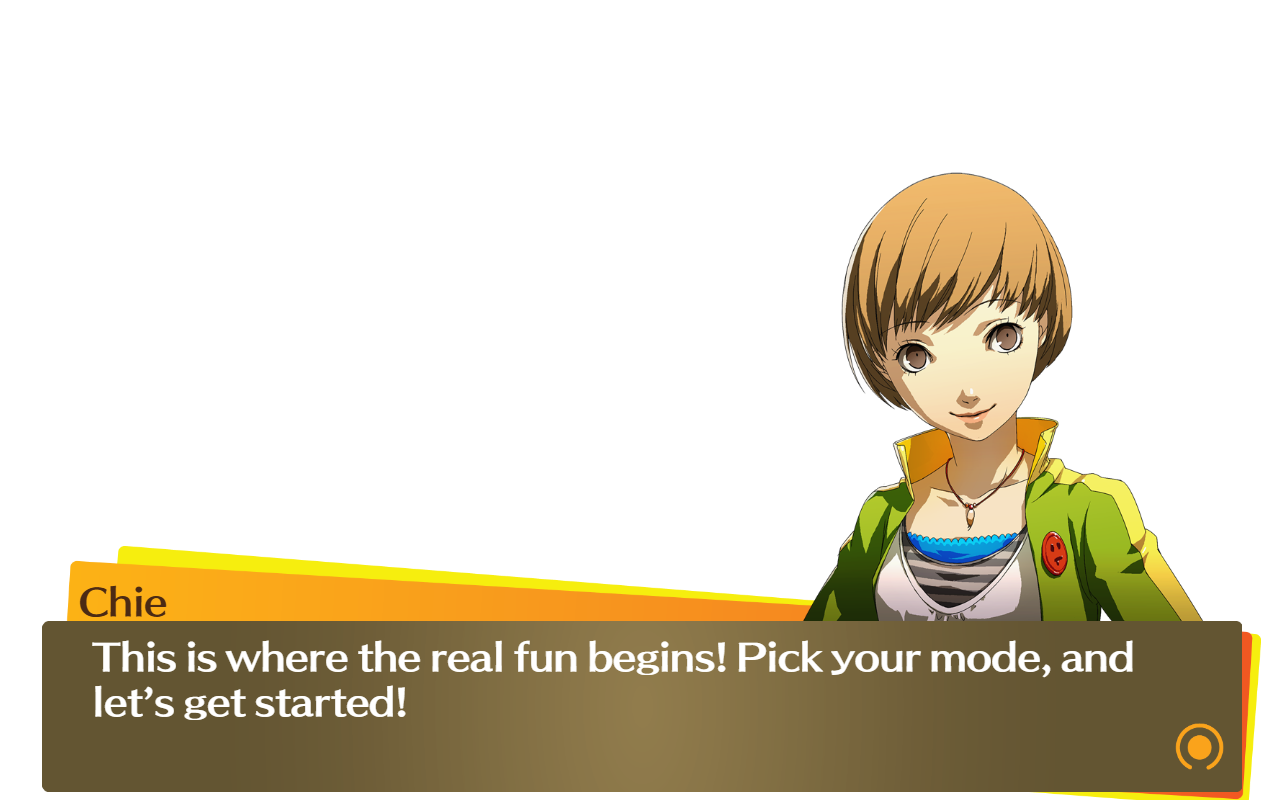 Chie
This is where the real fun begins! Pick your mode, and
let’s get started!